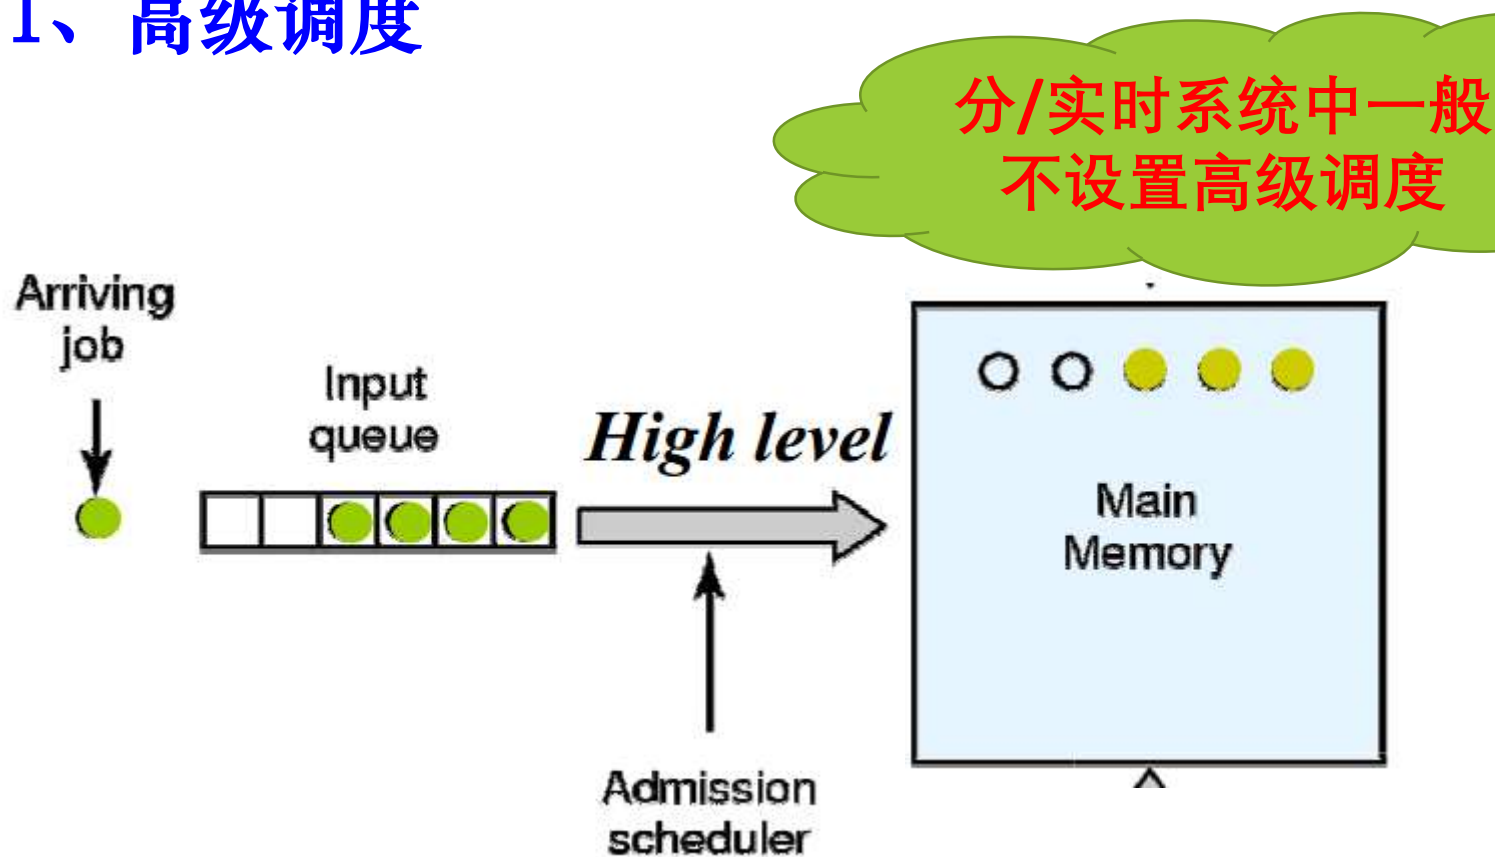 1、高级调度
分/实时系统中一般
不设置高级调度
Arriving
job
Input
queue
High level
Main
Memory
Admission
scheduler